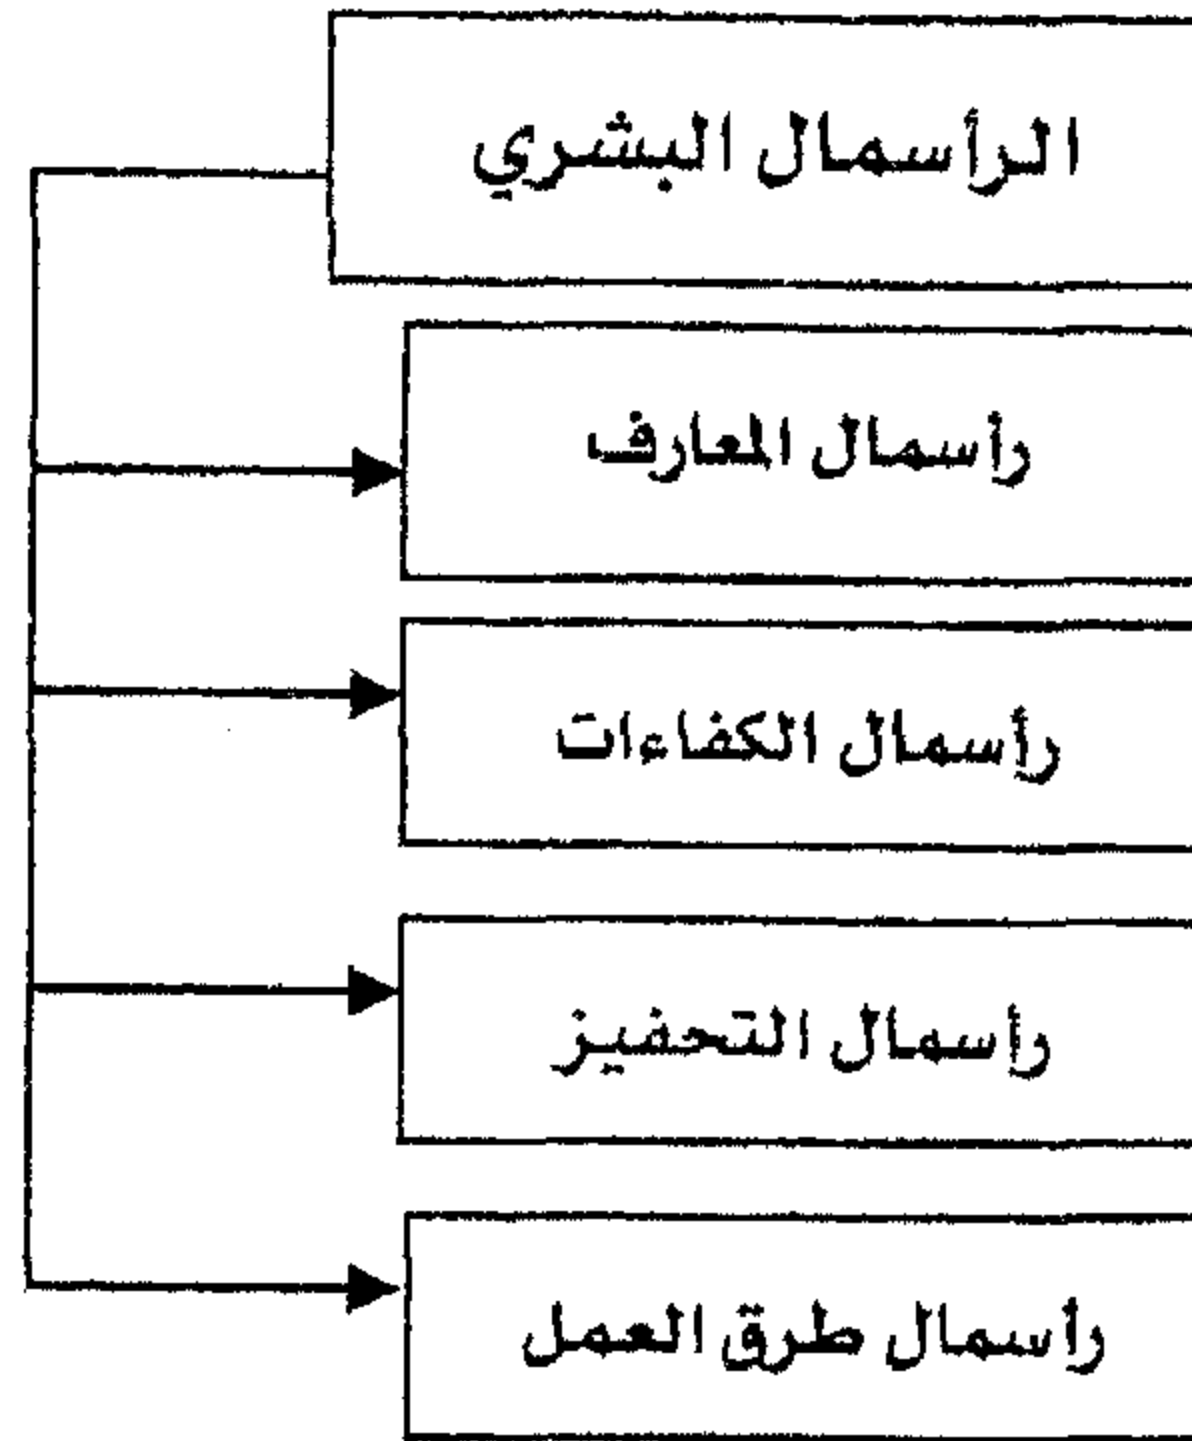 الرأسمال البشري
رأسمال المعارف
رأسمال الكفاءات
رأسمال التحفيز
رأسمال طرق العمل